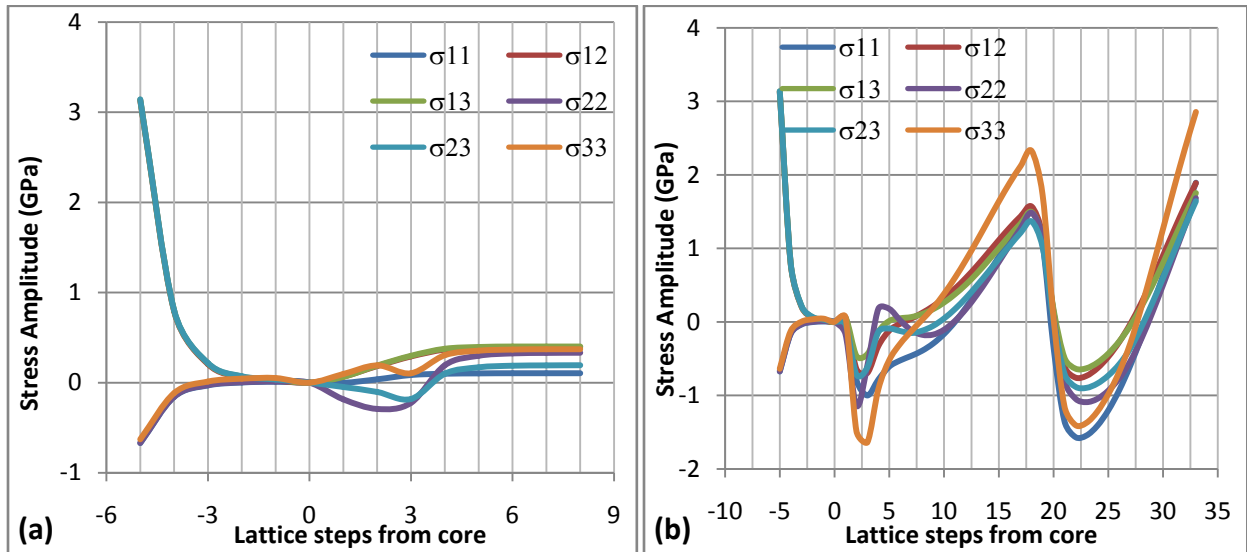 4
3
2
1
0
-1
-6
-3
0
3
6
9
Stress Amplitude (GPa)
Lattice steps from core
σ11
σ12
σ13
σ22
σ23
σ33
(a)
4
3
2
1
0
-1
-2
-10
-5
0
5
10
15
20
25
30
35
Stress Amplitude (GPa)
Lattice steps from core
σ11
σ12
σ13
σ22
σ23
σ33
(b)